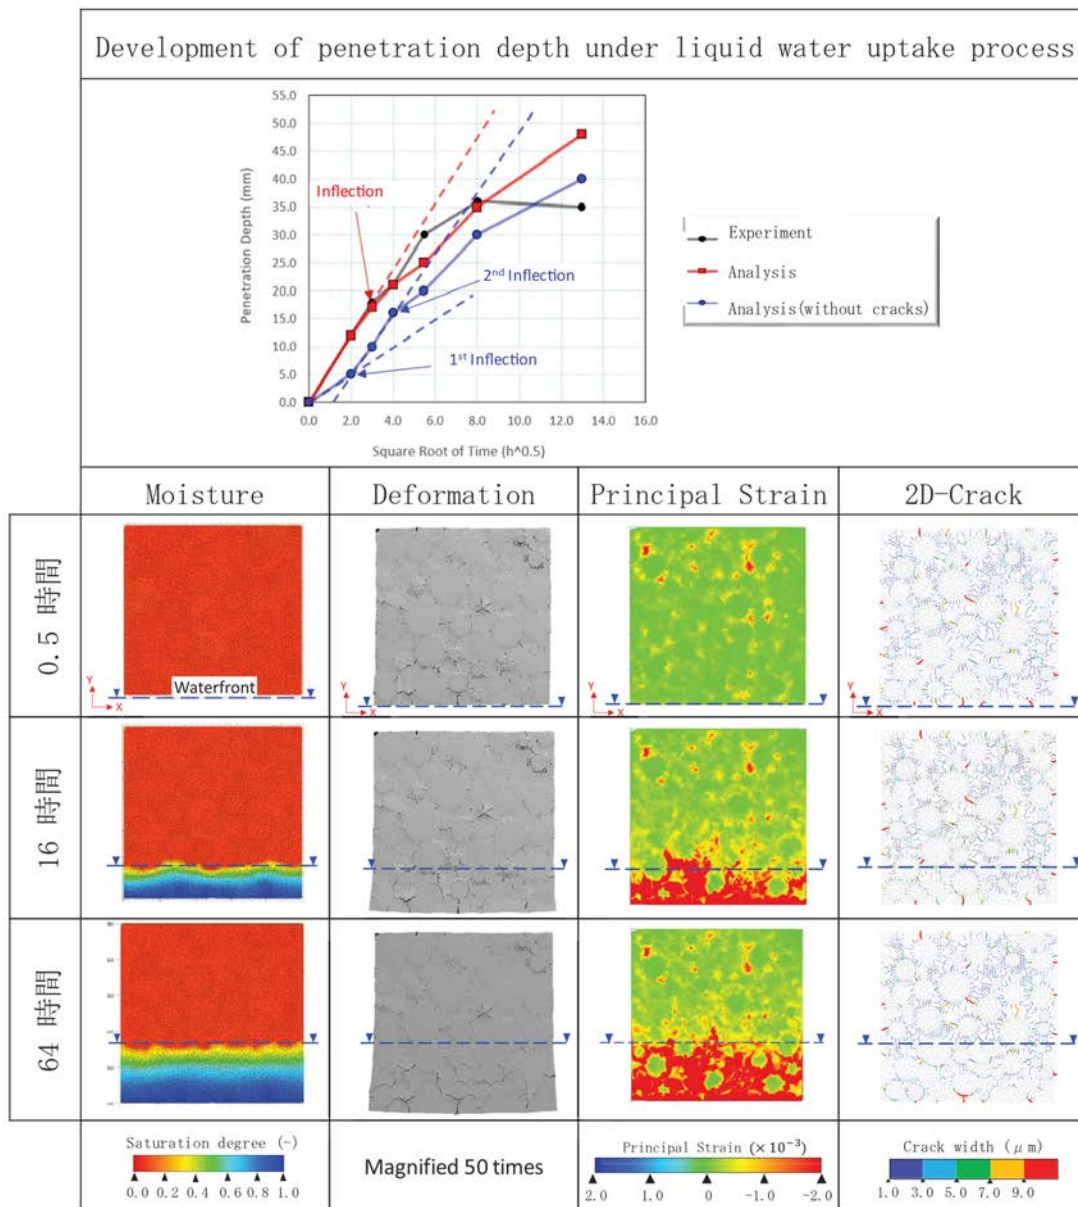 Development of penetration depth under liquid water uptake process
55.0
50.0
45.0
40.0
35.0
30.0
25.0
20.0
15.0
10.0
5.0
0.0
Penetration Depth (mm)
Inflection
2nd Inflection
1st Inflection
0.0 2.0 4.0 6.0 8.0 10.0 12.0 14.0 16.0
Square Root of Time (h^0.5)
Experiment
Analysis
Analysis(without cracks)
Moisture Deformation Principal Strain 2D-Crack
0.5 時間
Waterfront
Y X
Y X
Y X
Y X
16 時間
64 時間
Saturation degree (-)
0.0 0.2 0.4 0.6 0.8 1.0
Magnified 50 times
Principal Strain (×10⁻³)
2.0 1.0 0 -1.0 -2.0
Crack width (μm)
1.0 3.0 5.0 7.0 9.0